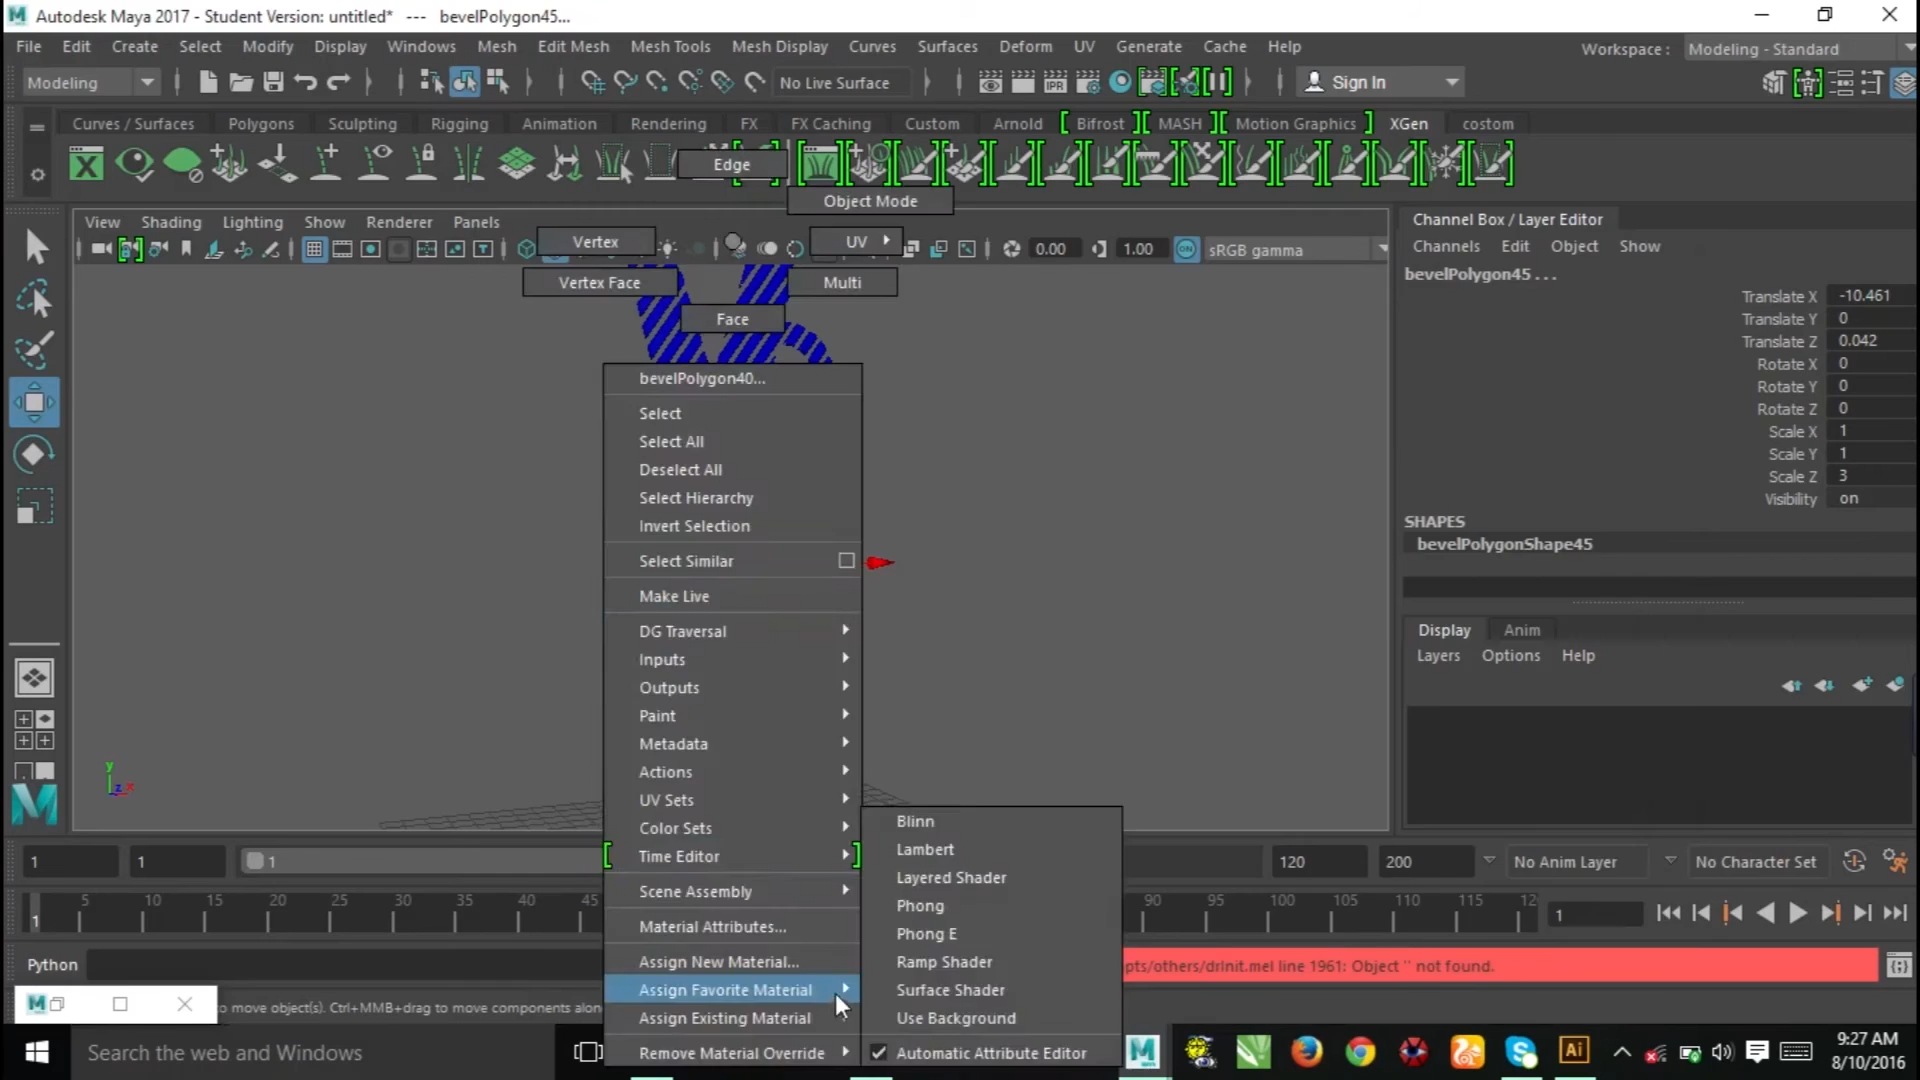 Autodesk Maya 2017 - Student Version: untitled* --- bevelPolygon45...
File Edit Create Select Modify Display Windows Mesh Edit Mesh Mesh Tools Mesh Display Curves Surfaces Deform UV Generate Cache Help Workspace : Modeling - Standard
Modeling No Live Surface Sign In
Curves / Surfaces Polygons Sculpting Rigging Animation Rendering FX FX Caching Custom Arnold Bifrost MASH Motion Graphics XGen costom
Edge
Object Mode
View Shading Lighting Show Renderer Panels
Vertex UV 0.00 1.00 ON sRGB gamma
Vertex Face Multi
Face
Channel Box / Layer Editor
Channels Edit Object Show
bevelPolygon45 . . .
Translate X -10.461
Translate Y 0
Translate Z 0.042
Rotate X 0
Rotate Y 0
Rotate Z 0
Scale X 1
Scale Y 1
Scale Z 3
Visibility on
SHAPES
bevelPolygonShape45
bevelPolygon40...
Select
Select All
Deselect All
Select Hierarchy
Invert Selection
Select Similar
Make Live
DG Traversal
Inputs
Outputs
Paint
Metadata
Actions
UV Sets
Color Sets
Time Editor
Scene Assembly
Material Attributes...
Assign New Material...
Assign Favorite Material
Assign Existing Material
Remove Material Override
Blinn
Lambert
Layered Shader
Phong
Phong E
Ramp Shader
Surface Shader
Use Background
Automatic Attribute Editor
Display Anim
Layers Options Help
y z x
1 1 1 120 200 No Anim Layer No Character Set
1 5 10 15 20 25 30 35 40 45 90 95 100 105 110 115 12 1
Python pts/others/drInit.mel line 1961: Object '' not found.
to move object(s). Ctrl+MMB+drag to move components alon
Search the web and Windows
Ai
9:27 AM
8/10/2016